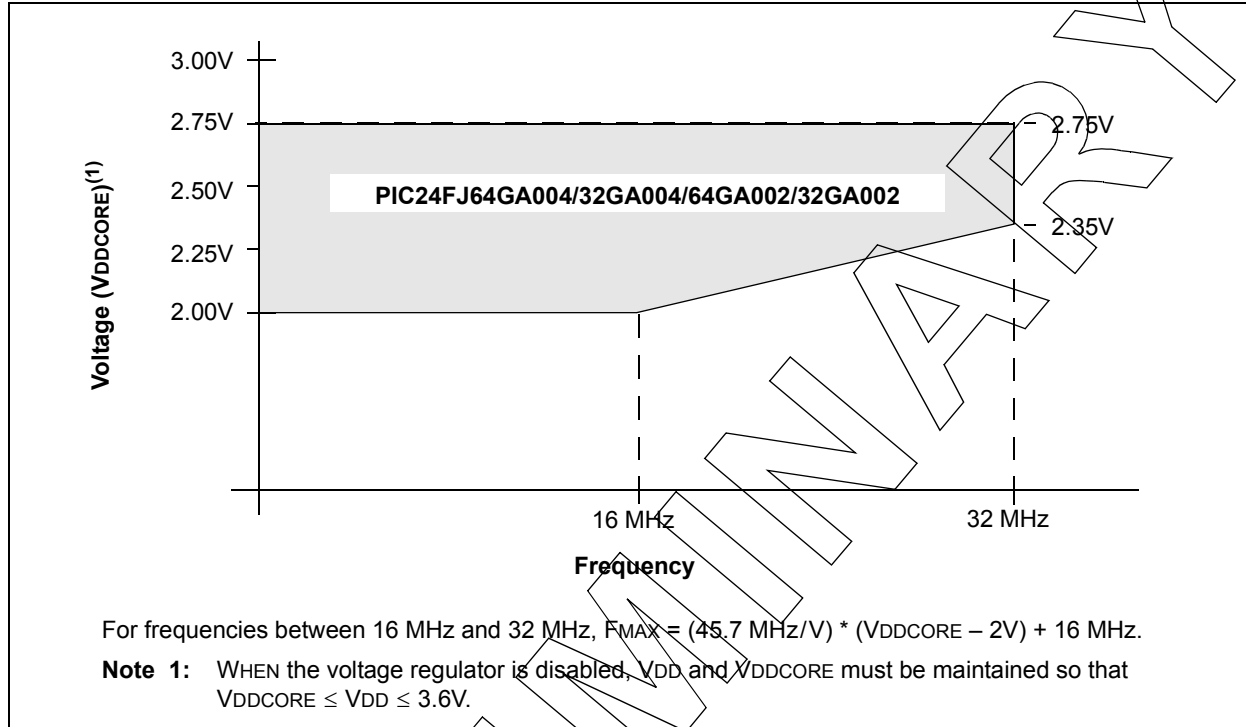 3.00V
2.75V
2.75V
2.50V
PIC24FJ64GA004/32GA004/64GA002/32GA002
2.35V
2.25V
2.00V
Voltage (VDDCORE)(1)
16 MHz
32 MHz
Frequency
For frequencies between 16 MHz and 32 MHz, FMAX = (45.7 MHz/V) * (VDDCORE – 2V) + 16 MHz.
Note 1: WHEN the voltage regulator is disabled, VDD and VDDCORE must be maintained so that
VDDCORE ≤ VDD ≤ 3.6V.
MINARY